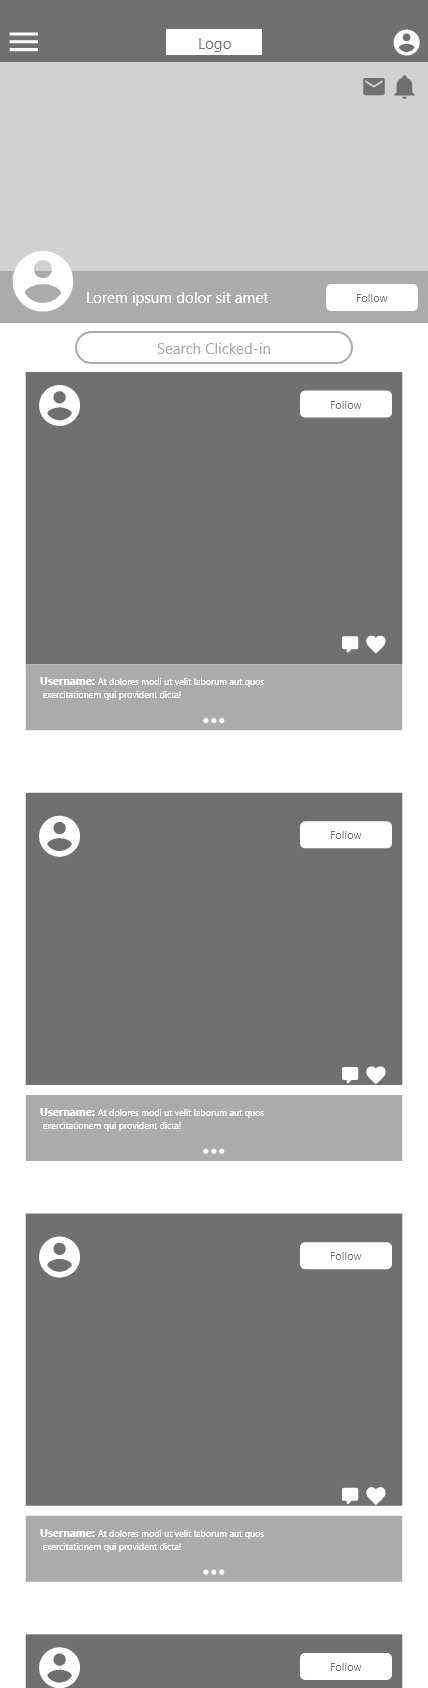 Logo
Lorem ipsum dolor sit amet
Follow
Search Clicked-in
Follow
Username: At dolores modi ut velit laborum aut quos
exercitationem qui provident dicta!
Follow
Username: At dolores modi ut velit laborum aut quos
exercitationem qui provident dicta!
Follow
Username: At dolores modi ut velit laborum aut quos
exercitationem qui provident dicta!
Follow